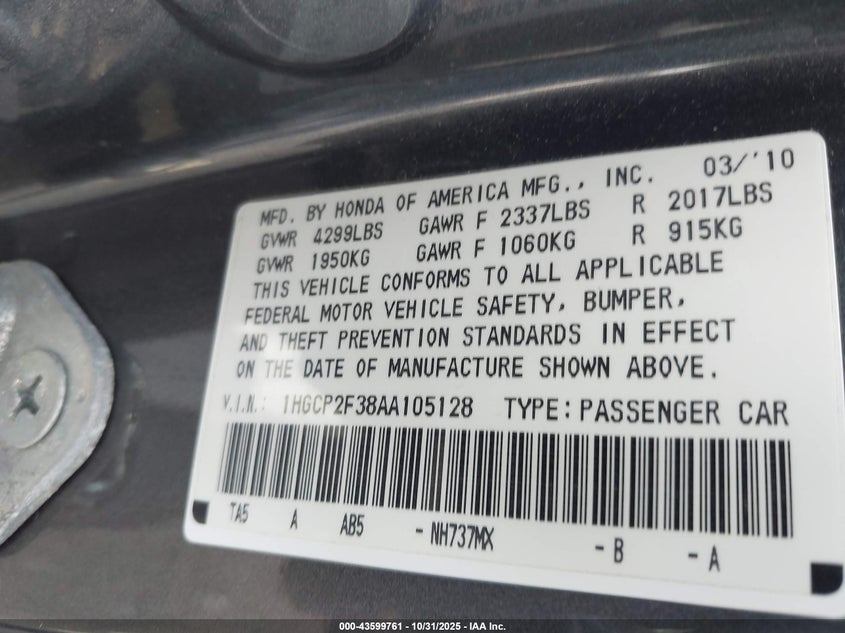 MFD. BY HONDA OF AMERICA MFG., INC. 03/'10
GVWR 4299LBS GAWR F 2337LBS R 2017LBS
GVWR 1950KG GAWR F 1060KG R 915KG
THIS VEHICLE CONFORMS TO ALL APPLICABLE
FEDERAL MOTOR VEHICLE SAFETY, BUMPER,
AND THEFT PREVENTION STANDARDS IN EFFECT
ON THE DATE OF MANUFACTURE SHOWN ABOVE.
V.I.N.: 1HGCP2F38AA105128 TYPE: PASSENGER CAR
TA5 A AB5 - NH737MX - B - A
000-43599761 - 10/31/2025 - IAA Inc.